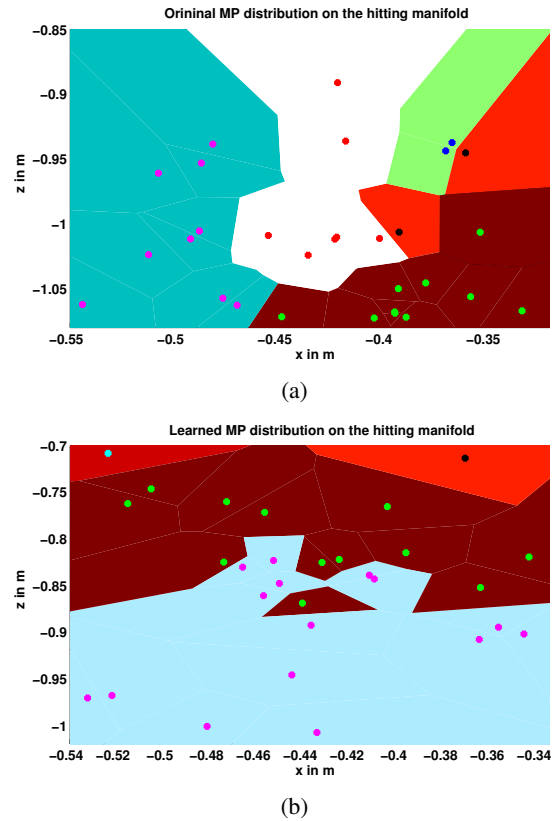 Orininal MP distribution on the hitting manifold
−0.85
−0.9
−0.95
−1
−1.05
z in m
−0.55 −0.5 −0.45 −0.4 −0.35
x in m
(a)
Learned MP distribution on the hitting manifold
−0.7
−0.75
−0.8
−0.85
−0.9
−0.95
−1
z in m
−0.54 −0.52 −0.5 −0.48 −0.46 −0.44 −0.42 −0.4 −0.38 −0.36 −0.34
x in m
(b)